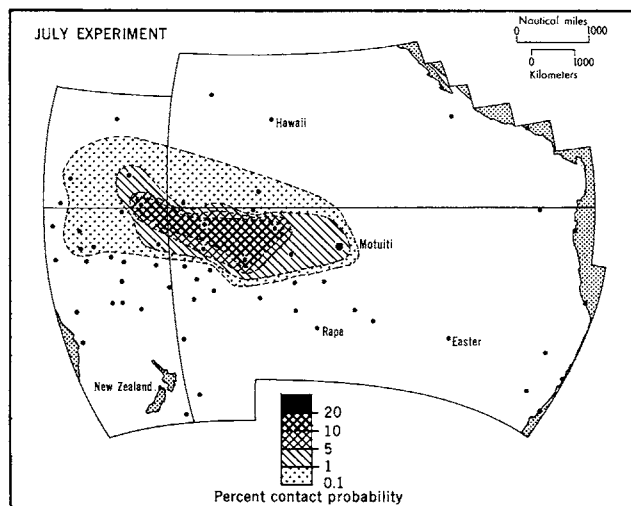 JULY EXPERIMENT
Nautical miles
0 1000
0 1000
Kilometers
Hawaii
Motuiti
Rapa
Easter
New Zealand
20
10
5
1
0.1
Percent contact probability